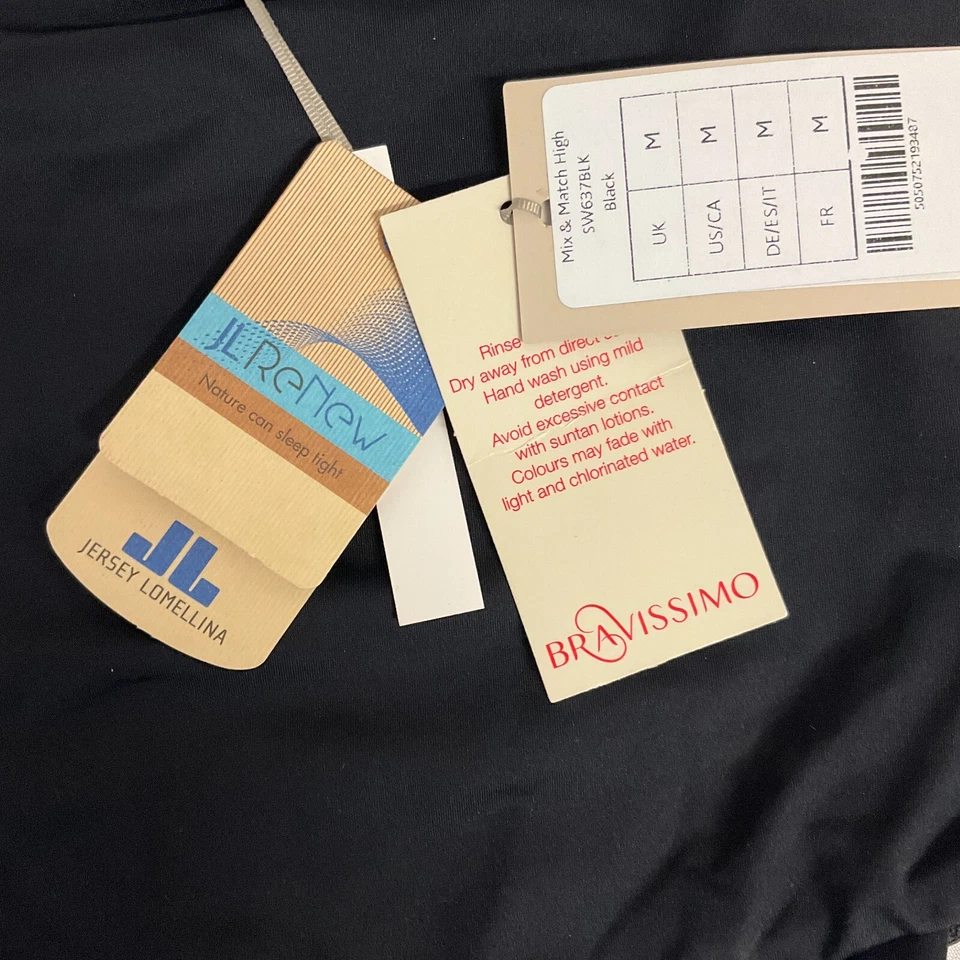 JLReNew
Nature can sleep tight
JL
JERSEY LOMELLINA
Rinse
Dry away from direct
Hand wash using mild
detergent.
Avoid excessive contact
with suntan lotions.
Colours may fade with
light and chlorinated water.
BRAVISSIMO
Mix & Match High
SW637BLK
Black
UK M
US/CA M
DE/ES/IT M
FR M
5050752193487